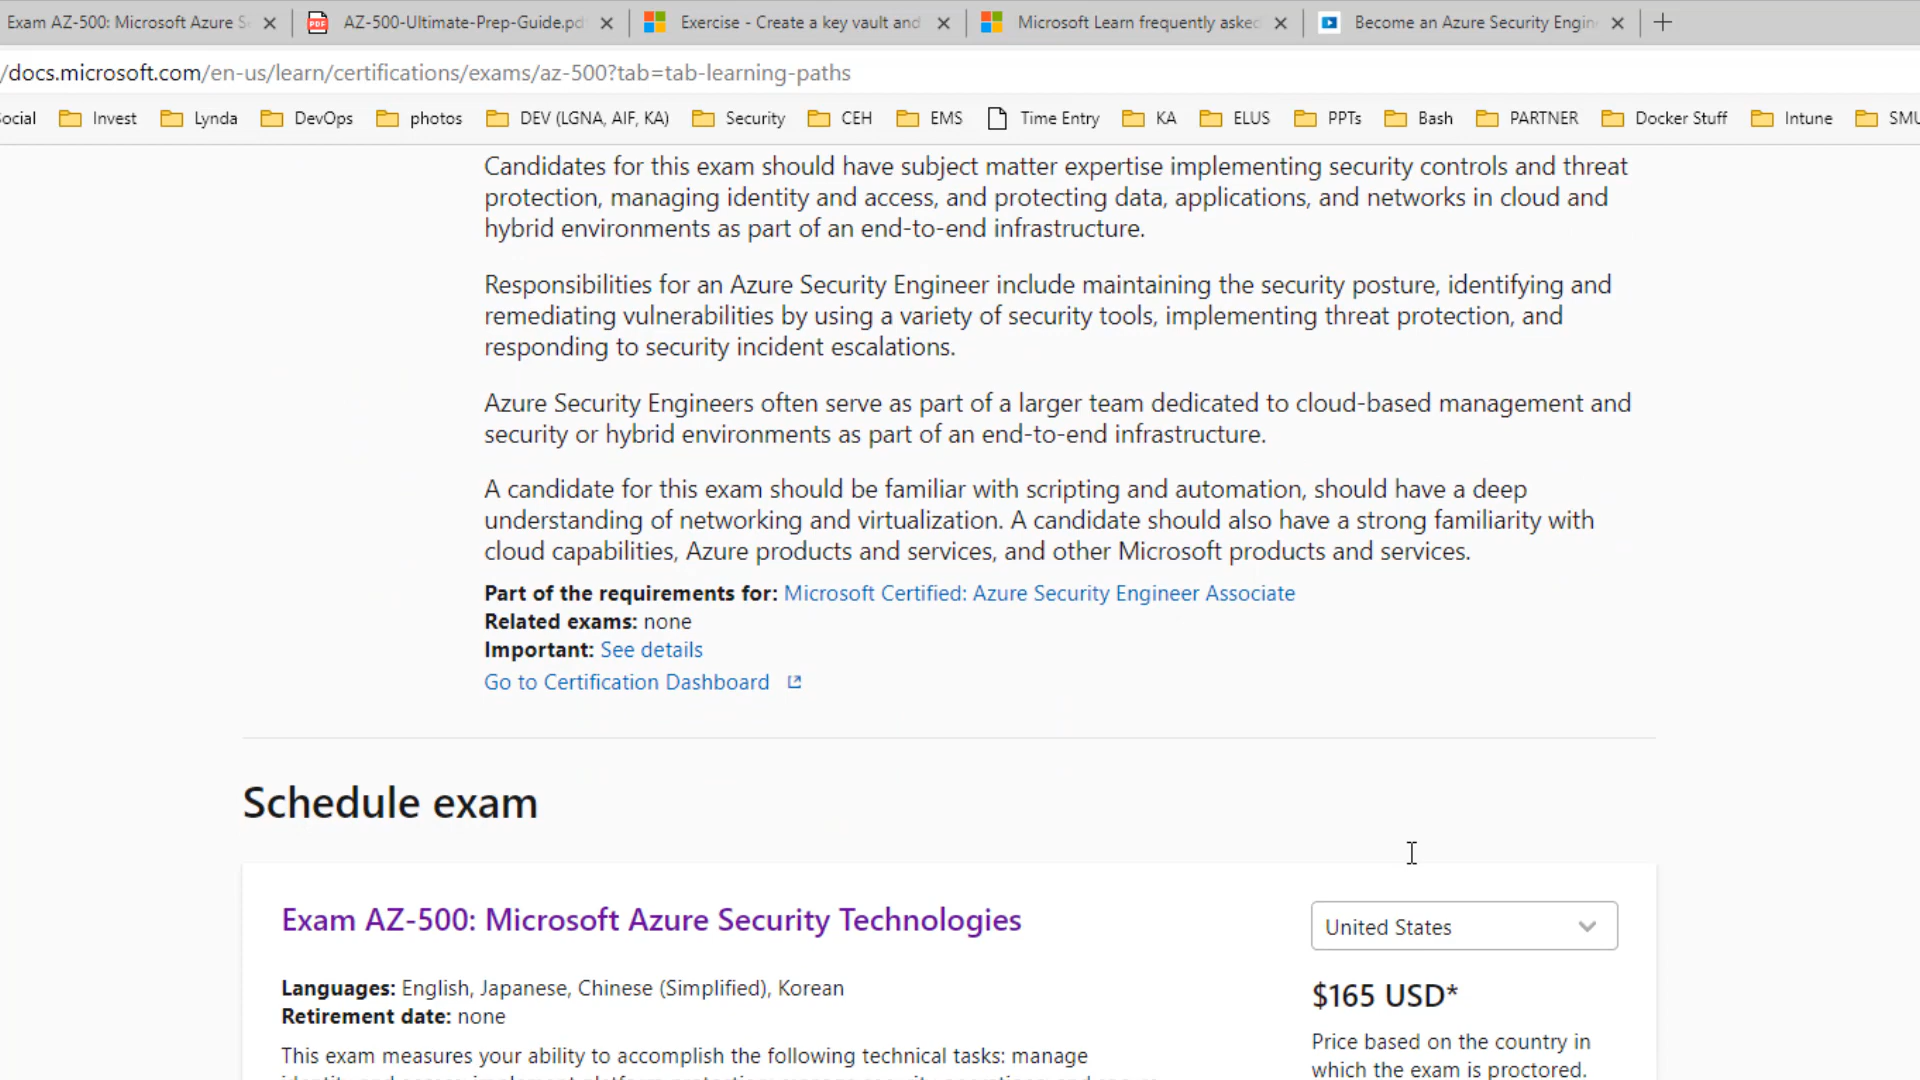 Exam AZ-500: Microsoft Azure S
AZ-500-Ultimate-Prep-Guide.pd
Exercise - Create a key vault and
Microsoft Learn frequently asked
Become an Azure Security Engin
/docs.microsoft.com/en-us/learn/certifications/exams/az-500?tab=tab-learning-paths
ocial Invest Lynda DevOps photos DEV (LGNA, AIF, KA) Security CEH EMS Time Entry KA ELUS PPTs Bash PARTNER Docker Stuff Intune SMU
Candidates for this exam should have subject matter expertise implementing security controls and threat
protection, managing identity and access, and protecting data, applications, and networks in cloud and
hybrid environments as part of an end-to-end infrastructure.
Responsibilities for an Azure Security Engineer include maintaining the security posture, identifying and
remediating vulnerabilities by using a variety of security tools, implementing threat protection, and
responding to security incident escalations.
Azure Security Engineers often serve as part of a larger team dedicated to cloud-based management and
security or hybrid environments as part of an end-to-end infrastructure.
A candidate for this exam should be familiar with scripting and automation, should have a deep
understanding of networking and virtualization. A candidate should also have a strong familiarity with
cloud capabilities, Azure products and services, and other Microsoft products and services.
Part of the requirements for: Microsoft Certified: Azure Security Engineer Associate
Related exams: none
Important: See details
Go to Certification Dashboard
Schedule exam
Exam AZ-500: Microsoft Azure Security Technologies
Languages: English, Japanese, Chinese (Simplified), Korean
Retirement date: none
This exam measures your ability to accomplish the following technical tasks: manage
United States
$165 USD*
Price based on the country in
which the exam is proctored.